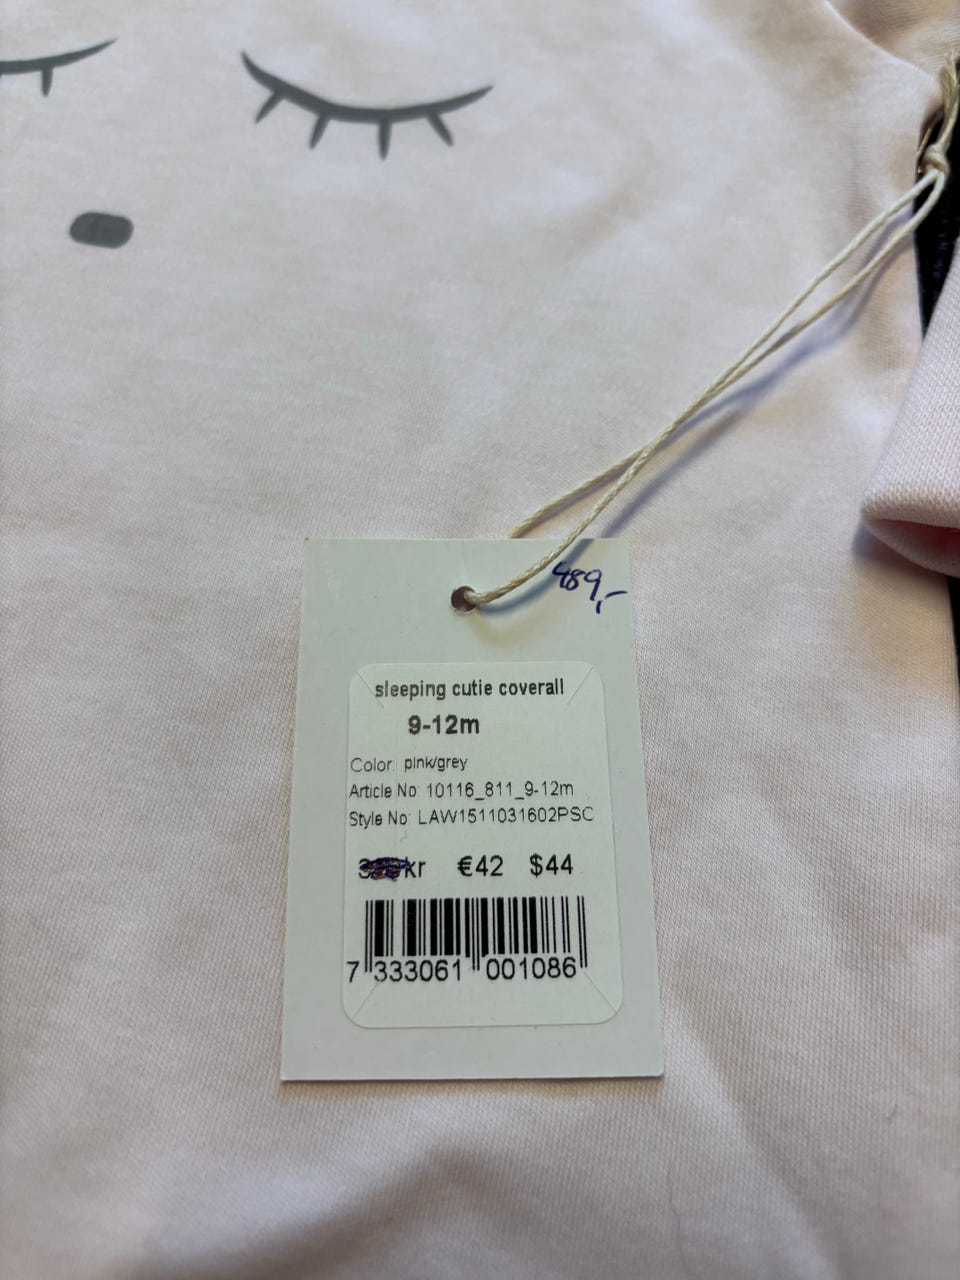 489,-
sleeping cutie coverall
9-12m
Color: pink/grey
Article No: 10116_811_9-12m
Style No: LAW1511031602PSC
kr €42 $44
7 333061 001086